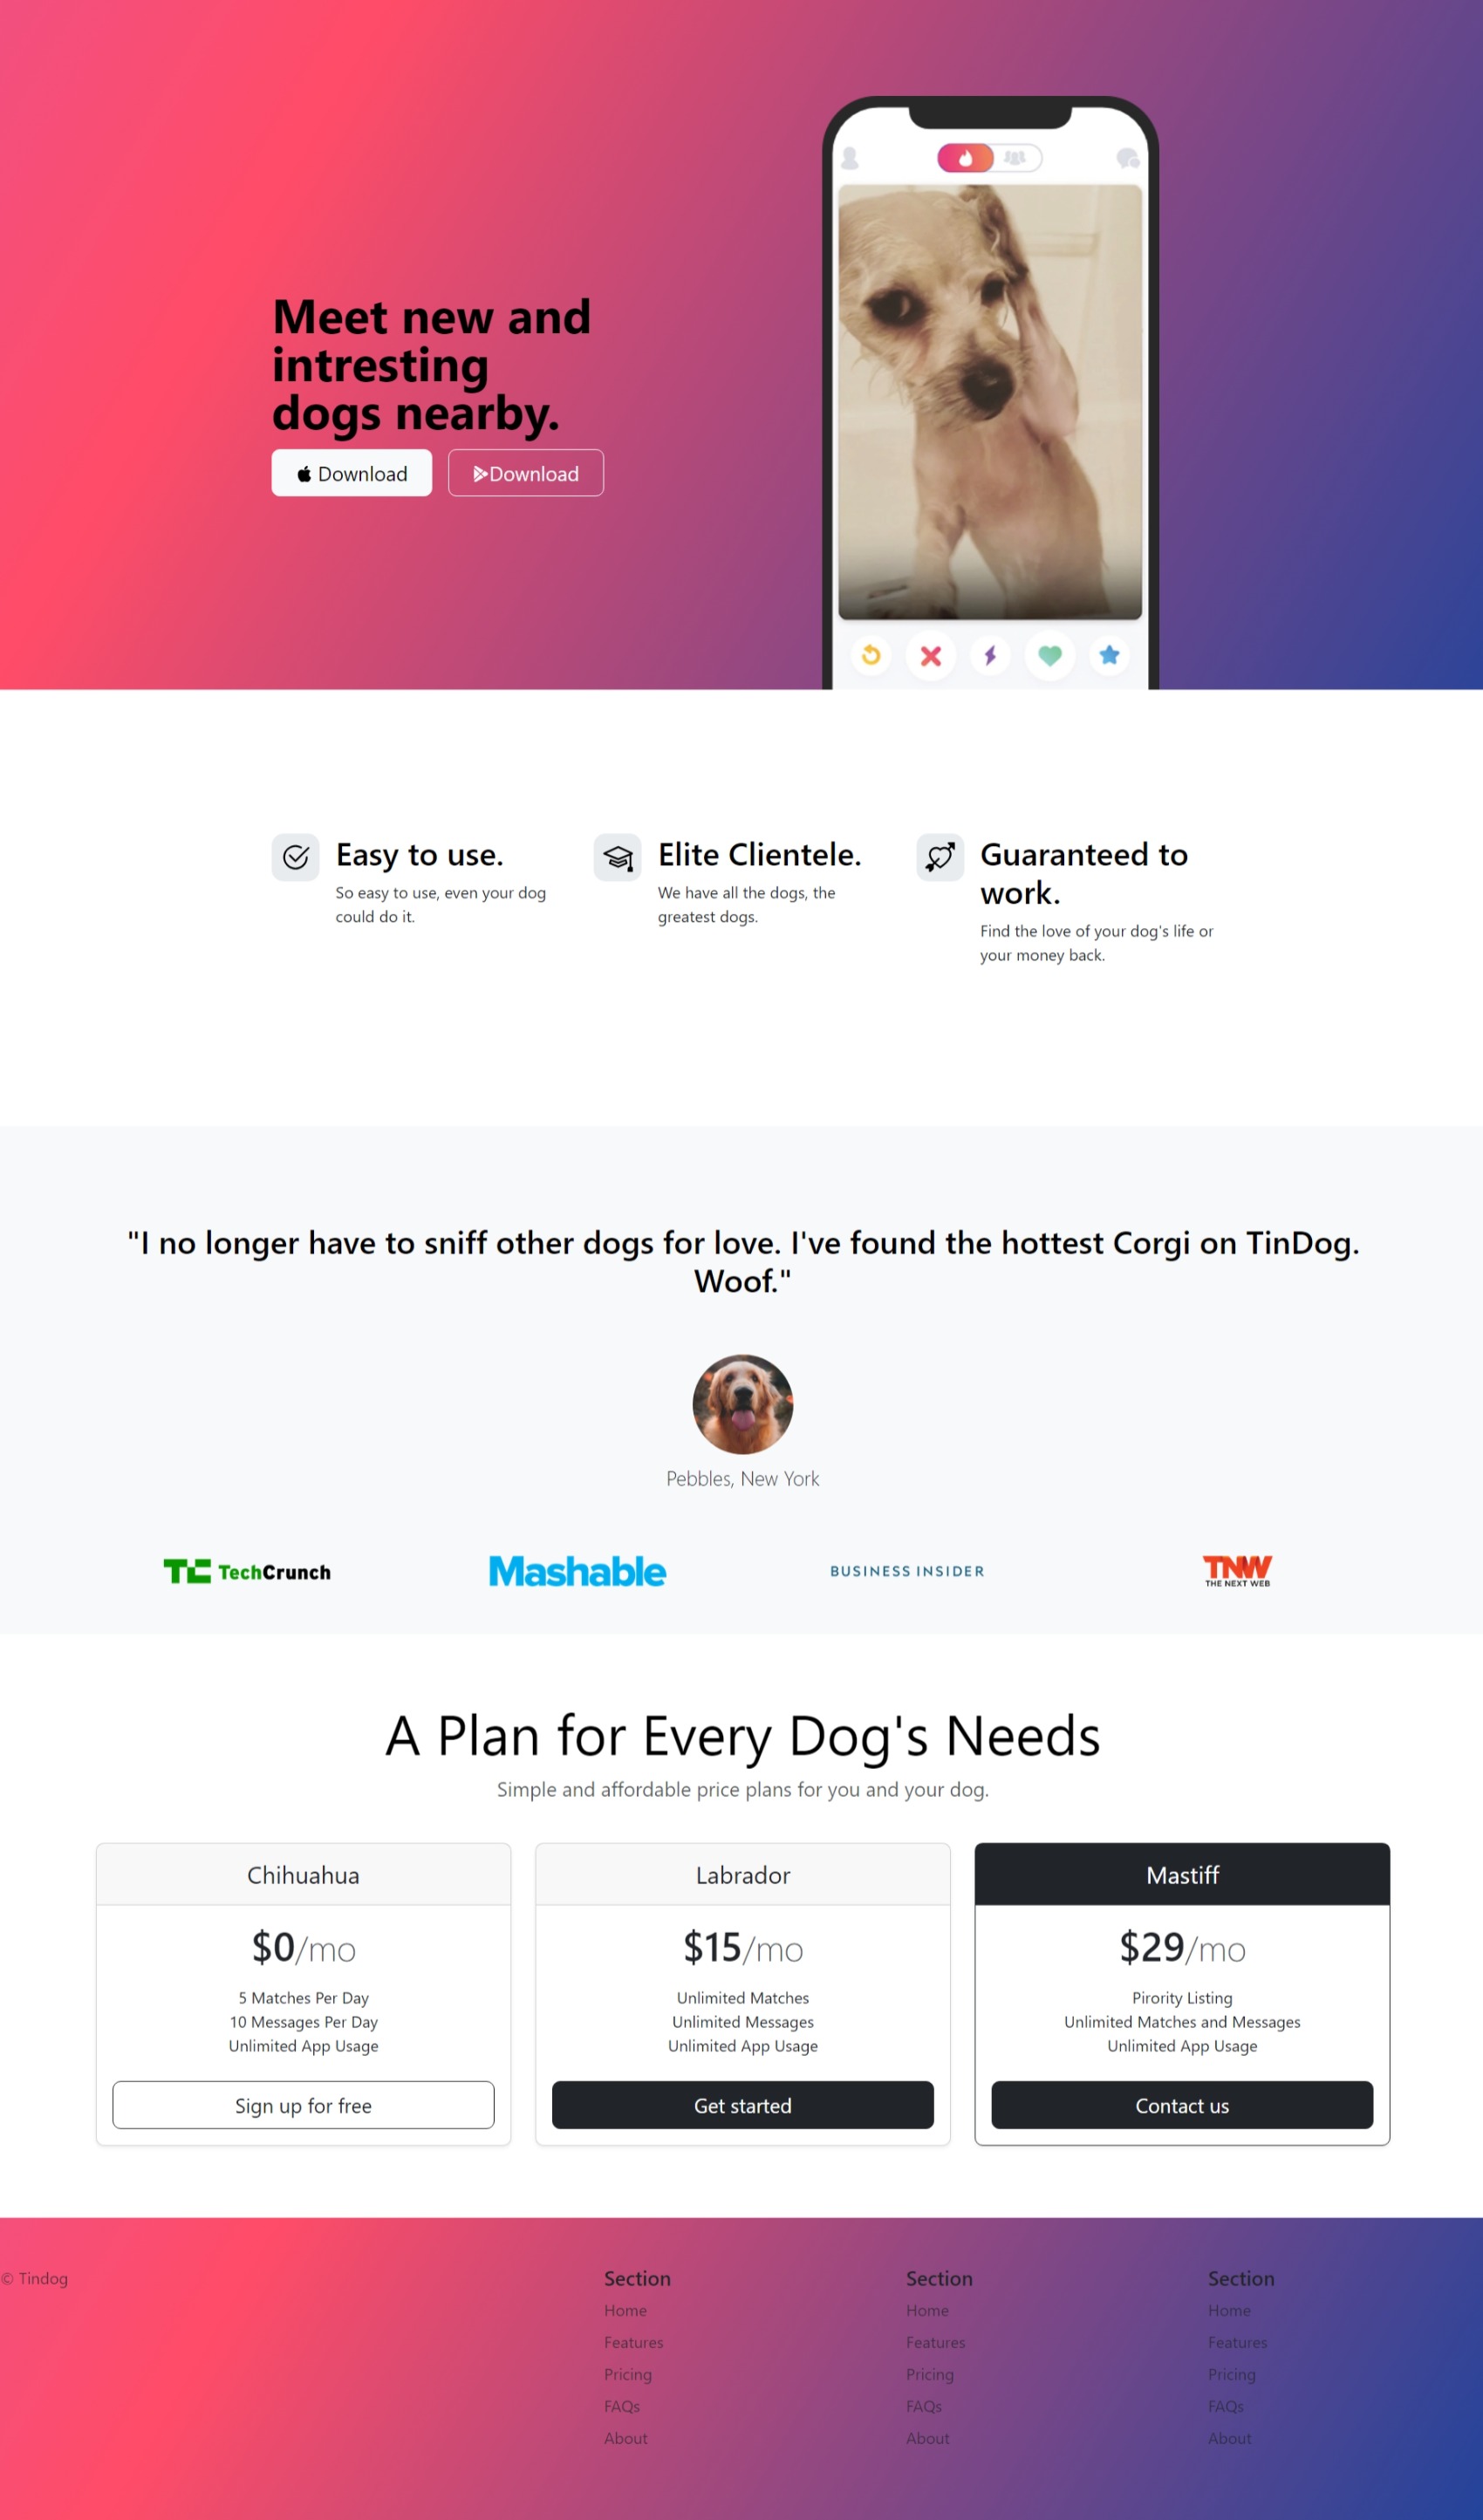 Meet new and
intresting
dogs nearby.
Download
Download
Easy to use.
So easy to use, even your dog
could do it.
Elite Clientele.
We have all the dogs, the
greatest dogs.
Guaranteed to
work.
Find the love of your dog's life or
your money back.
"I no longer have to sniff other dogs for love. I've found the hottest Corgi on TinDog.
Woof."
Pebbles, New York
TC TechCrunch
Mashable
BUSINESS INSIDER
TNW
THE NEXT WEB
A Plan for Every Dog's Needs
Simple and affordable price plans for you and your dog.
Chihuahua
$0/mo
5 Matches Per Day
10 Messages Per Day
Unlimited App Usage
Sign up for free
Labrador
$15/mo
Unlimited Matches
Unlimited Messages
Unlimited App Usage
Get started
Mastiff
$29/mo
Pirority Listing
Unlimited Matches and Messages
Unlimited App Usage
Contact us
© Tindog
Section
Home
Features
Pricing
FAQs
About
Section
Home
Features
Pricing
FAQs
About
Section
Home
Features
Pricing
FAQs
About